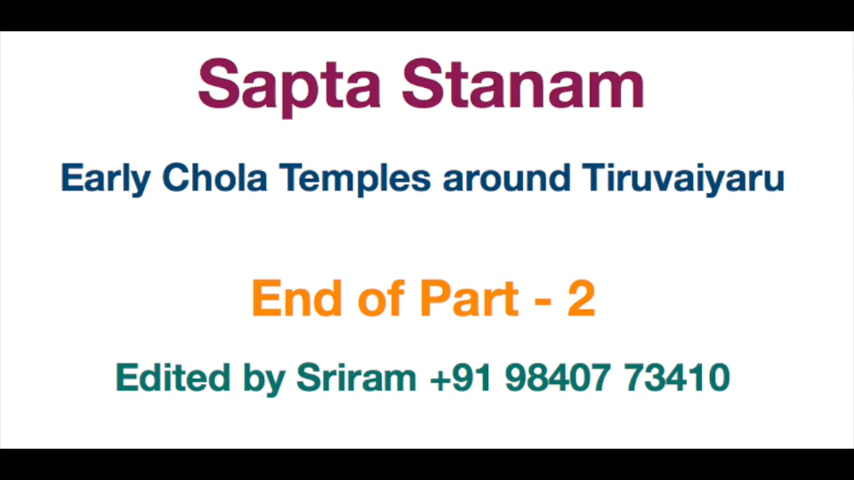 Sapta Stanam
Early Chola Temples around Tiruvaiyaru
End of Part - 2
Edited by Sriram +91 98407 73410